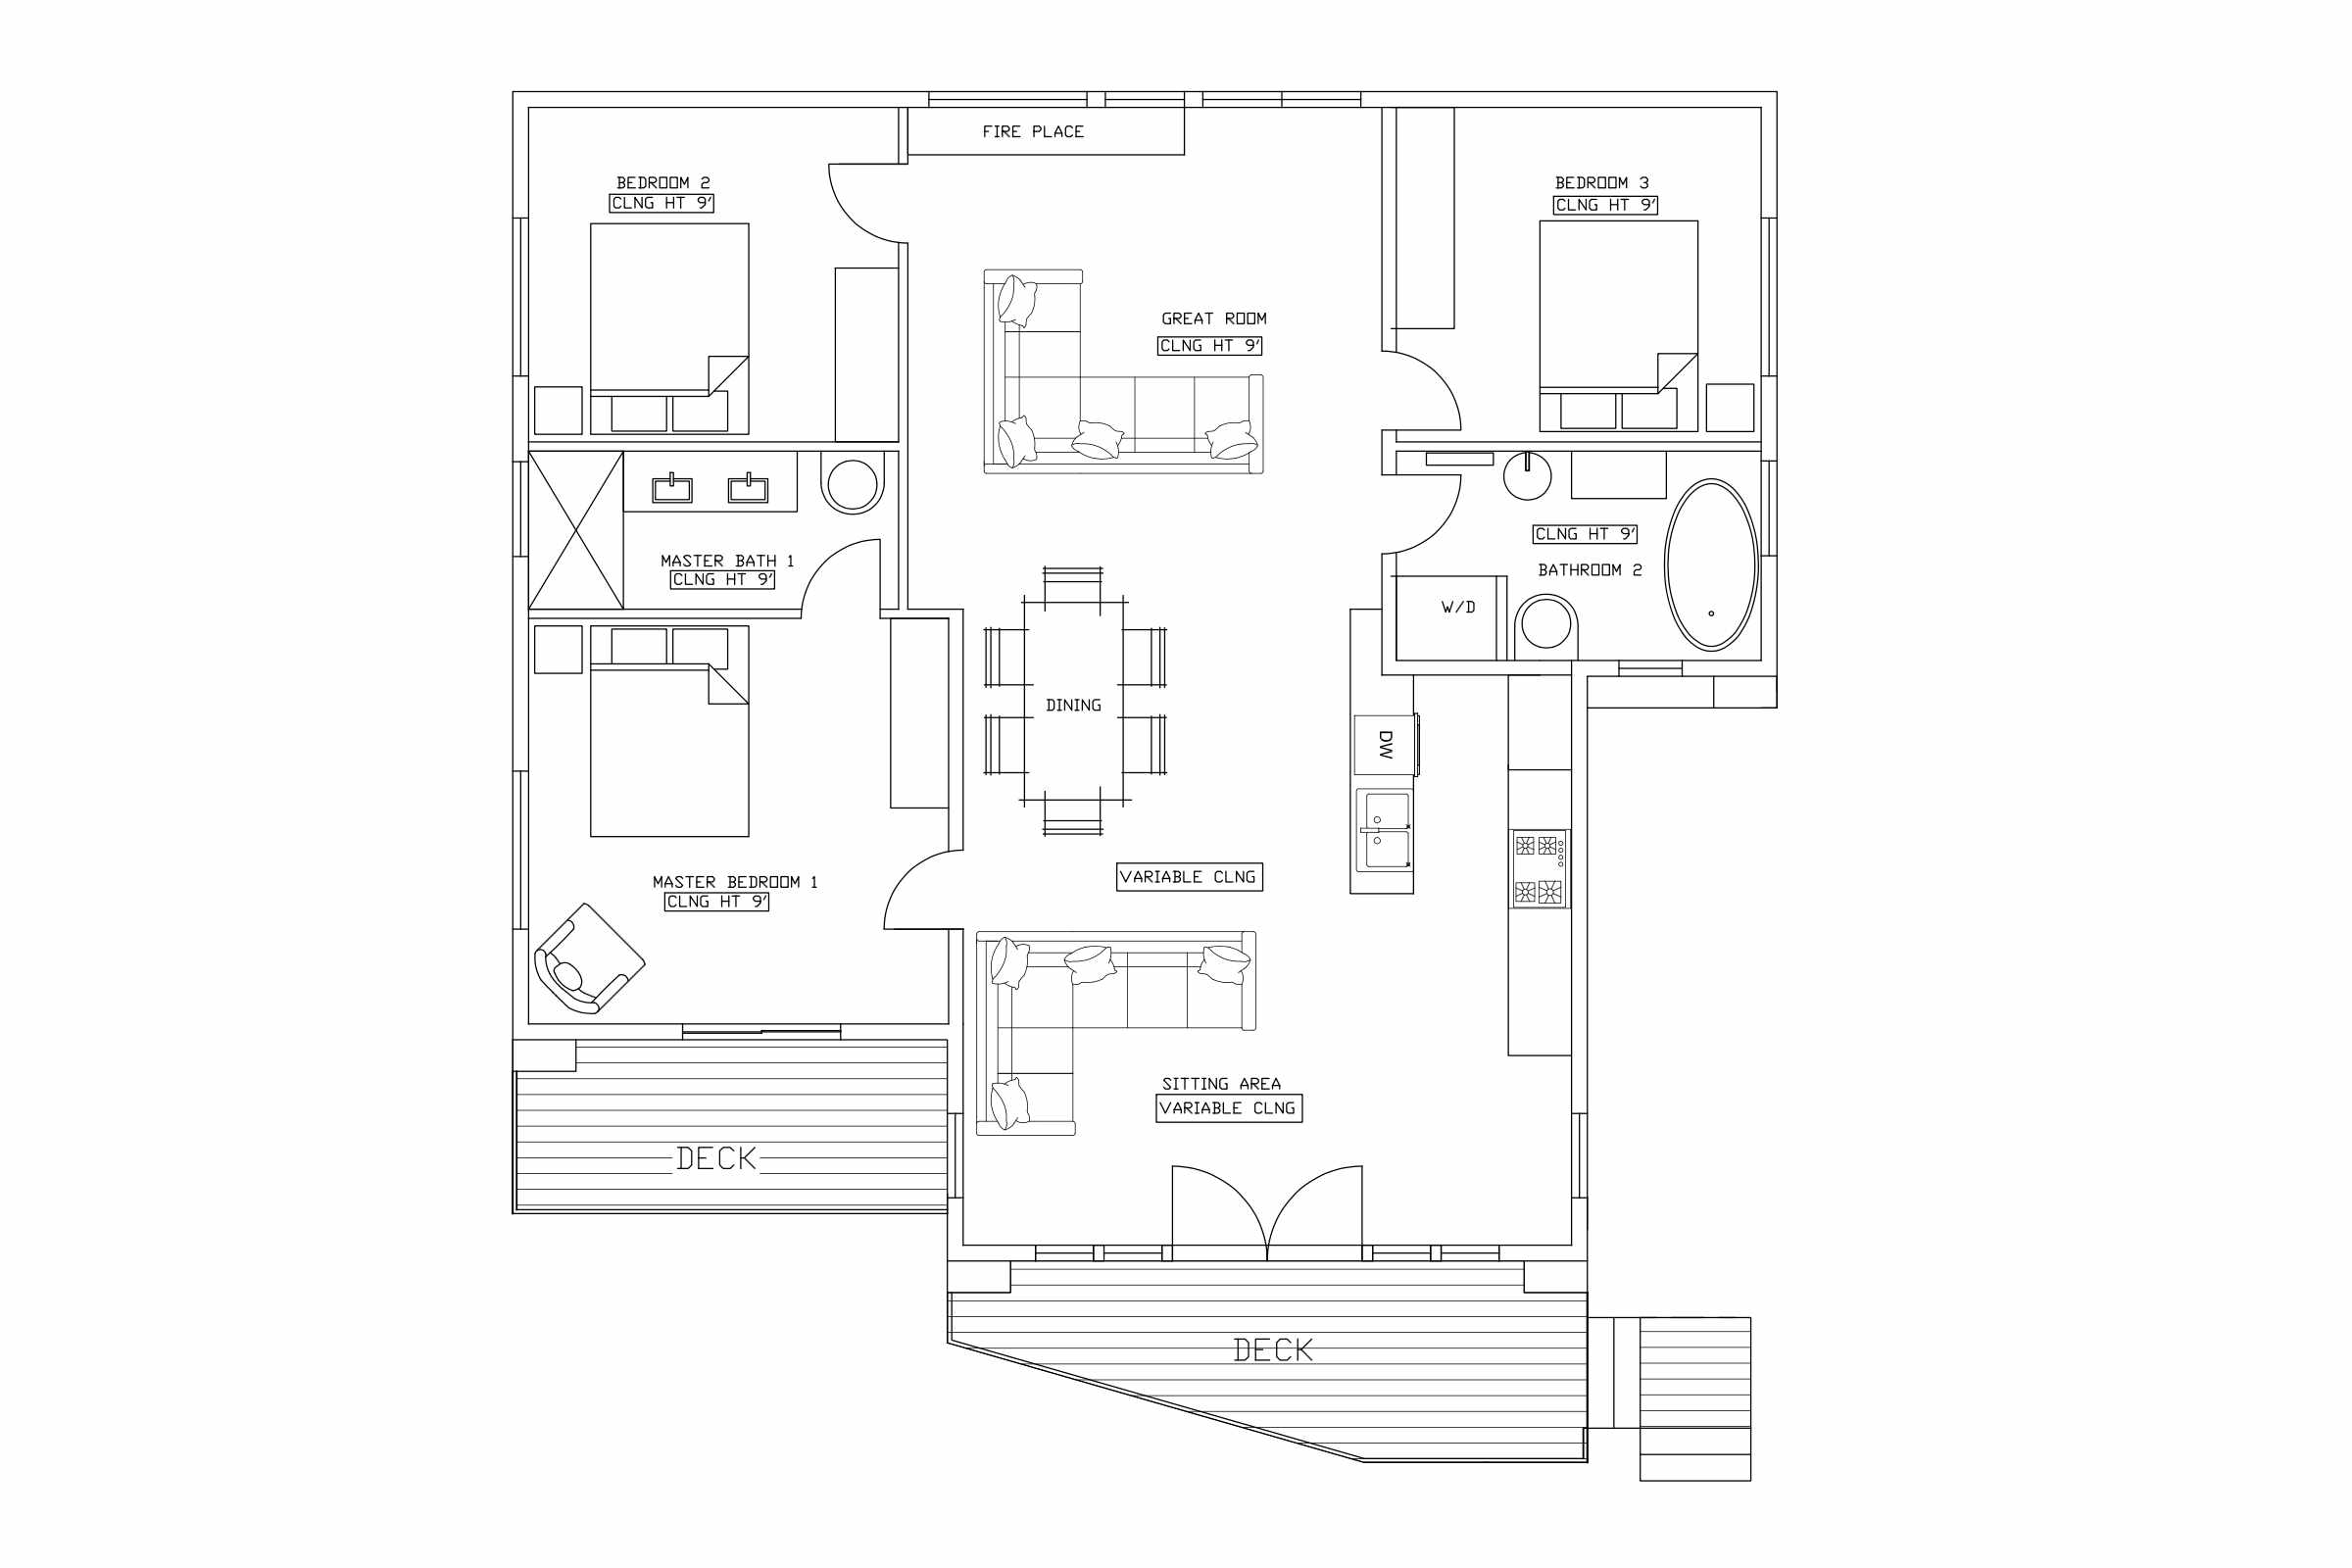 FIRE PLACE
BEDROOM 2
CLNG HT 9'
BEDROOM 3
CLNG HT 9'
GREAT ROOM
CLNG HT 9'
MASTER BATH 1
CLNG HT 9'
CLNG HT 9'
BATHROOM 2
W/D
DINING
DW
MASTER BEDROOM 1
CLNG HT 9'
VARIABLE CLNG
SITTING AREA
VARIABLE CLNG
DECK
DECK